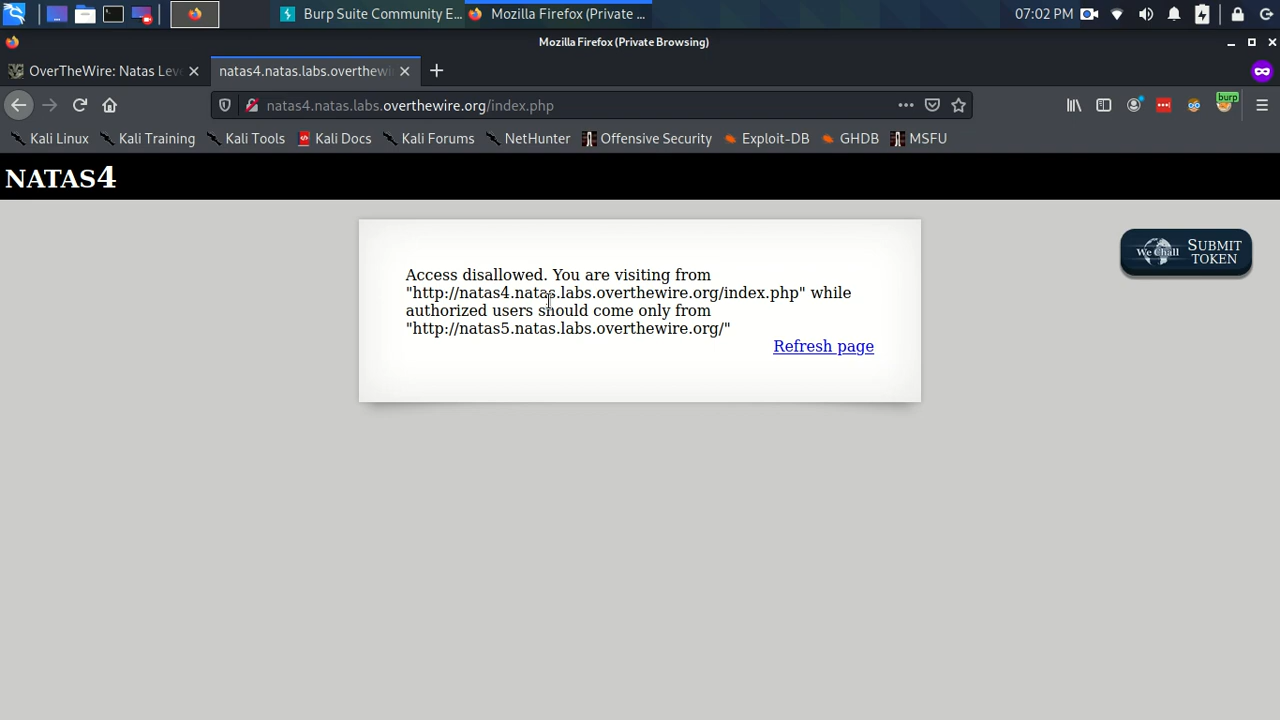 Burp Suite Community E...
Mozilla Firefox (Private ...
07:02 PM
Mozilla Firefox (Private Browsing)
OverTheWire: Natas Lev
natas4.natas.labs.overthewi
natas4.natas.labs.overthewire.org/index.php
burp
Kali Linux
Kali Training
Kali Tools
Kali Docs
Kali Forums
NetHunter
Offensive Security
Exploit-DB
GHDB
MSFU
NATAS4
Access disallowed. You are visiting from
"http://natas4.natas.labs.overthewire.org/index.php" while
authorized users should come only from
"http://natas5.natas.labs.overthewire.org/"
Refresh page
We Chall
SUBMIT
TOKEN